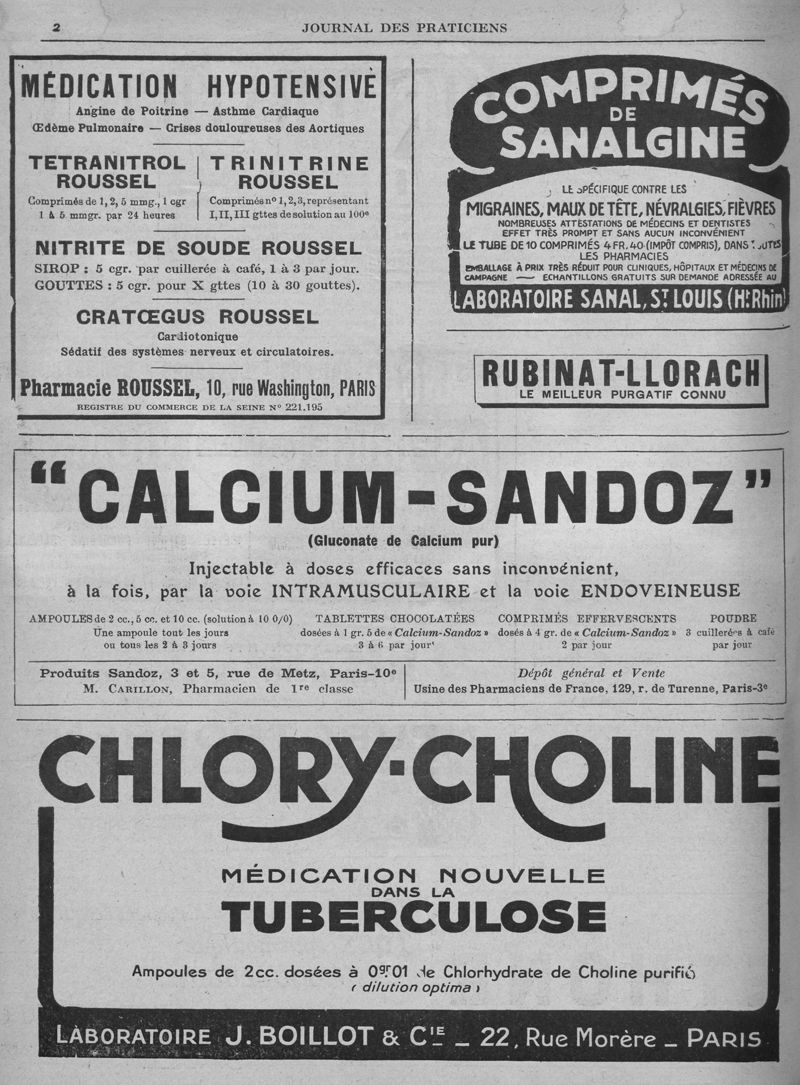 2
JOURNAL DES PRATICIENS
MÉDICATION HYPOTENSIVE
Angine de Poitrine — Asthme Cardiaque
Œdème Pulmonaire — Crises douloureuses des Aortiques
TETRANITROL
ROUSSEL
Comprimés de 1, 2, 5 mmg., 1 cgr
1 à 5 mmgr. par 24 heures
TRINITRINE
ROUSSEL
Comprimés nº 1, 2, 3, représentant
I, II, III gttes de solution au 100e
NITRITE DE SOUDE ROUSSEL
SIROP : 5 cgr. par cuillerée à café, 1 à 3 par jour.
GOUTTES : 5 cgr. pour X gttes (10 à 30 gouttes).
CRATŒGUS ROUSSEL
Cardiotonique
Sédatif des systèmes nerveux et circulatoires.
Pharmacie ROUSSEL, 10, rue Washington, PARIS
REGISTRE DU COMMERCE DE LA SEINE Nº 221.195
COMPRIMÉS
DE
SANALGINE
LE SPÉCIFIQUE CONTRE LES
MIGRAINES, MAUX DE TÊTE, NÉVRALGIES, FIÈVRES
NOMBREUSES ATTESTATIONS DE MÉDECINS ET DENTISTES
EFFET TRÈS PROMPT ET SANS AUCUN INCONVÉNIENT
LE TUBE DE 10 COMPRIMÉS 4 FR. 40 (IMPÔT COMPRIS), DANS TOUTES
LES PHARMACIES
EMBALLAGE À PRIX TRÈS RÉDUIT POUR CLINIQUES, HÔPITAUX ET MÉDECINS DE
CAMPAGNE — ECHANTILLONS GRATUITS SUR DEMANDE ADRESSÉE AU
LABORATOIRE SANAL, ST LOUIS (Ht Rhin)
RUBINAT-LLORACH
LE MEILLEUR PURGATIF CONNU
“CALCIUM-SANDOZ”
(Gluconate de Calcium pur)
Injectable à doses efficaces sans inconvénient,
à la fois, par la voie INTRAMUSCULAIRE et la voie ENDOVEINEUSE
AMPOULES de 2 cc., 5 cc. et 10 cc. (solution à 10 0/0)
Une ampoule tout les jours
ou tous les 2 à 3 jours
TABLETTES CHOCOLATÉES
dosées à 1 gr. 5 de « Calcium-Sandoz »
3 à 6 par jour
COMPRIMÉS EFFERVESCENTS
dosés à 4 gr. de « Calcium-Sandoz »
2 par jour
POUDRE
3 cuillerées à café
par jour
Produits Sandoz, 3 et 5, rue de Metz, Paris-10e
M. CARILLON, Pharmacien de 1re classe
Dépôt général et Vente
Usine des Pharmaciens de France, 129, r. de Turenne, Paris-3e
CHLORY-CHOLINE
MÉDICATION NOUVELLE
DANS LA
TUBERCULOSE
Ampoules de 2cc. dosées à 0gr.01 de Chlorhydrate de Choline purifié
(dilution optima)
LABORATOIRE J. BOILLOT & CIE _ 22, Rue Morère _ PARIS